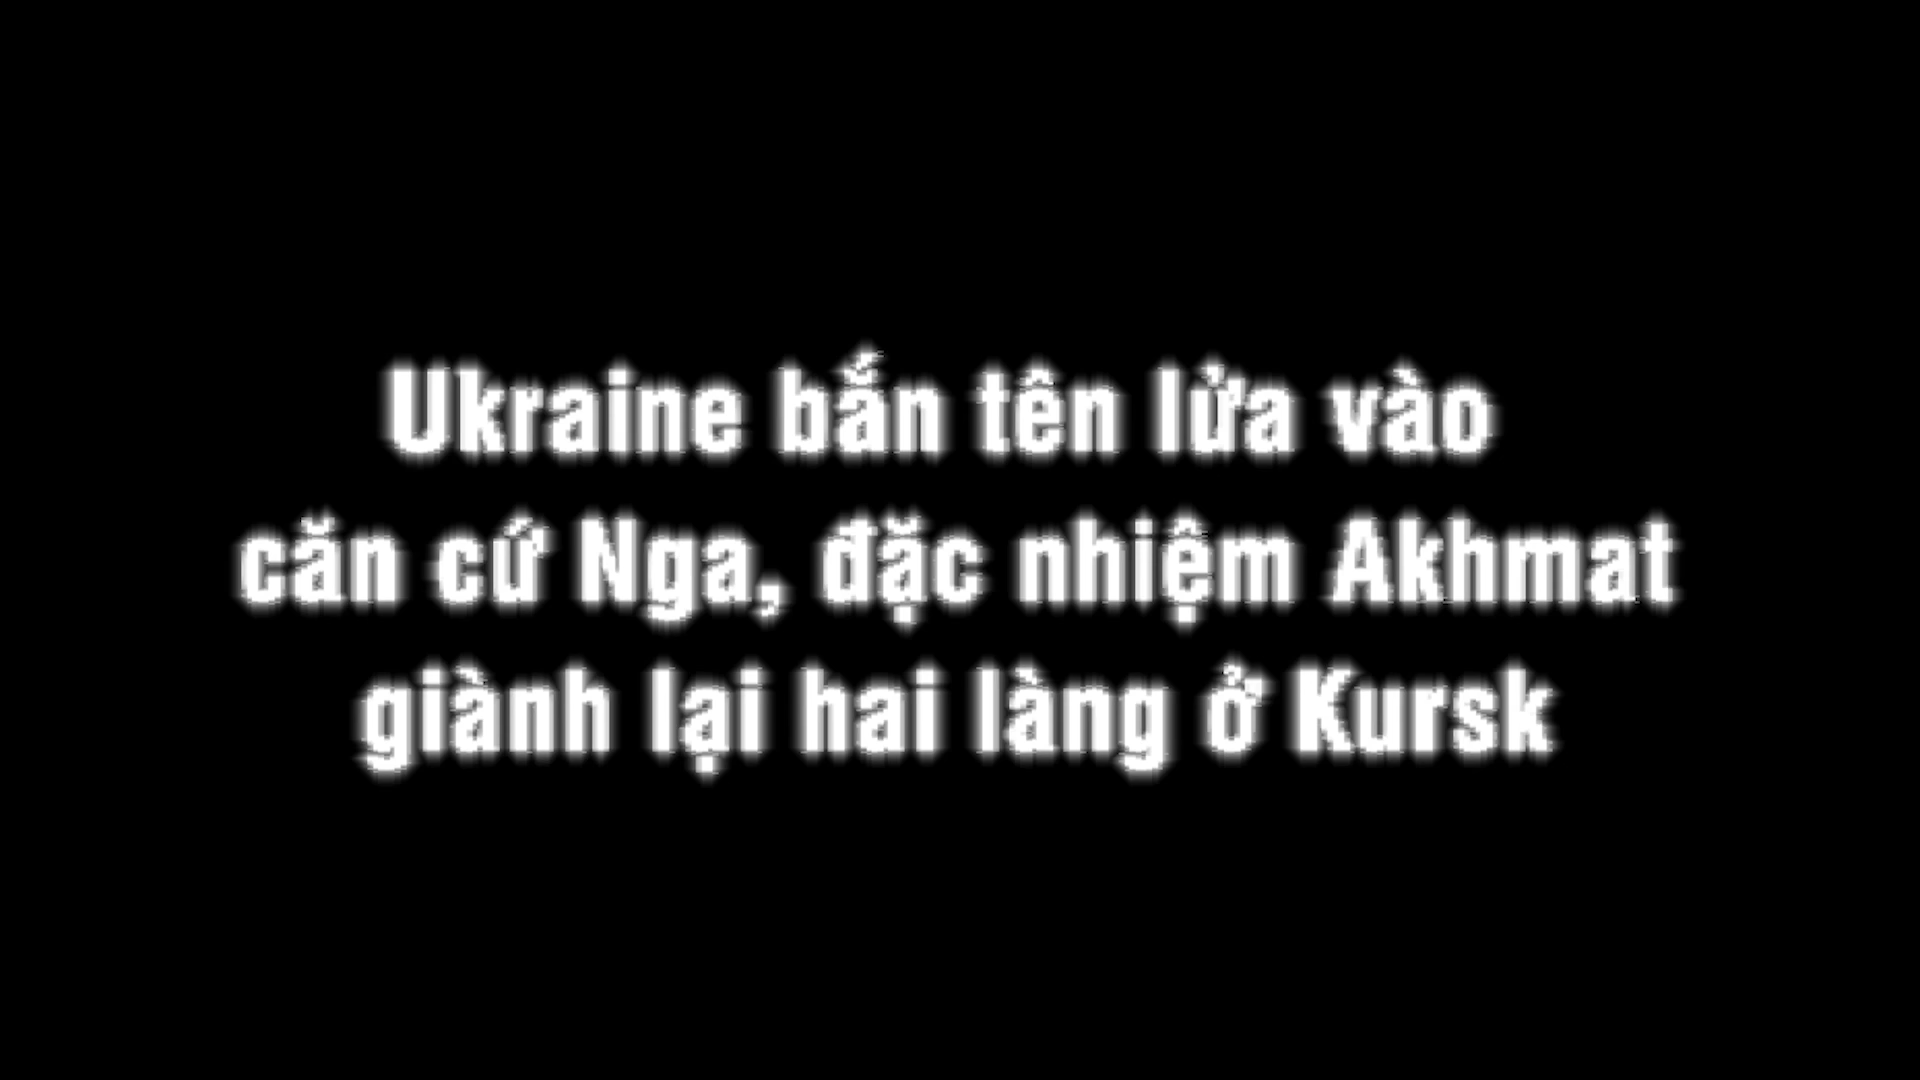 Ukraine bắn tên lửa vào
căn cứ Nga, đặc nhiệm Akhmat
giành lại hai làng ở Kursk